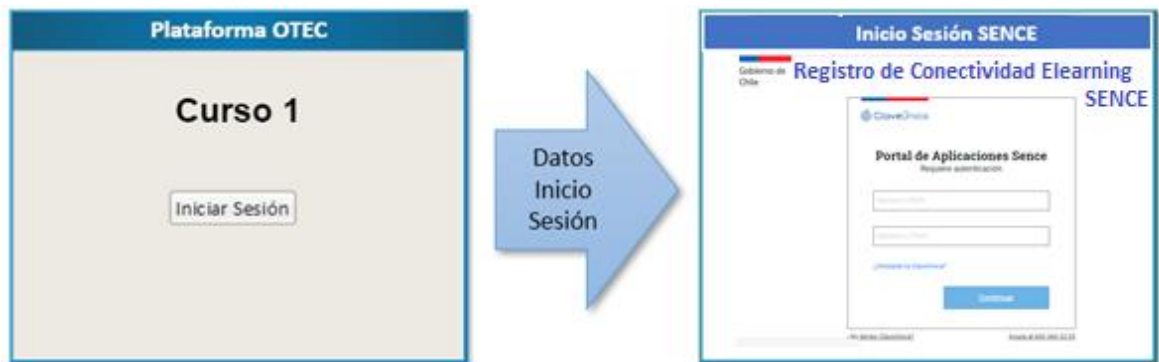 Plataforma OTEC
Curso 1
Iniciar Sesión
Datos
Inicio
Sesión
Inicio Sesión SENCE
Gobierno de
Chile
Registro de Conectividad Elearning
SENCE
ClaveÚnica
Portal de Aplicaciones Sence
Requiere autenticación
Continuar